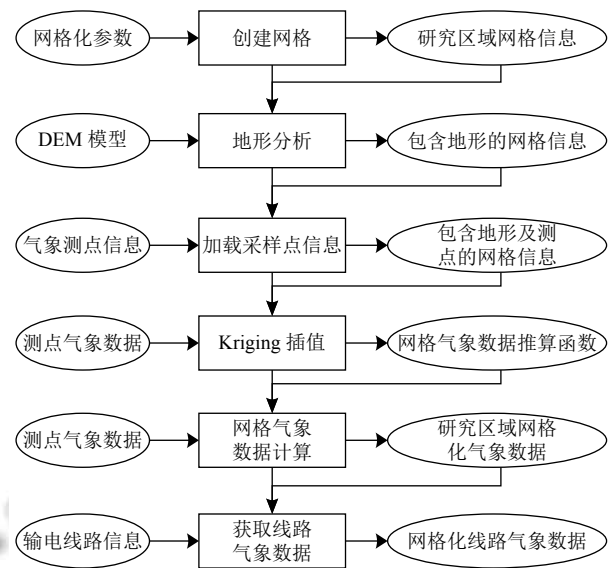 网格化参数
创建网格
研究区域网格信息
DEM 模型
地形分析
包含地形的网格信息
气象测点信息
加载采样点信息
包含地形及测
点的网格信息
测点气象数据
Kriging 插值
网格气象数据推算函数
测点气象数据
网格气象
数据计算
研究区域网格
化气象数据
输电线路信息
获取线路
气象数据
网格化线路气象数据